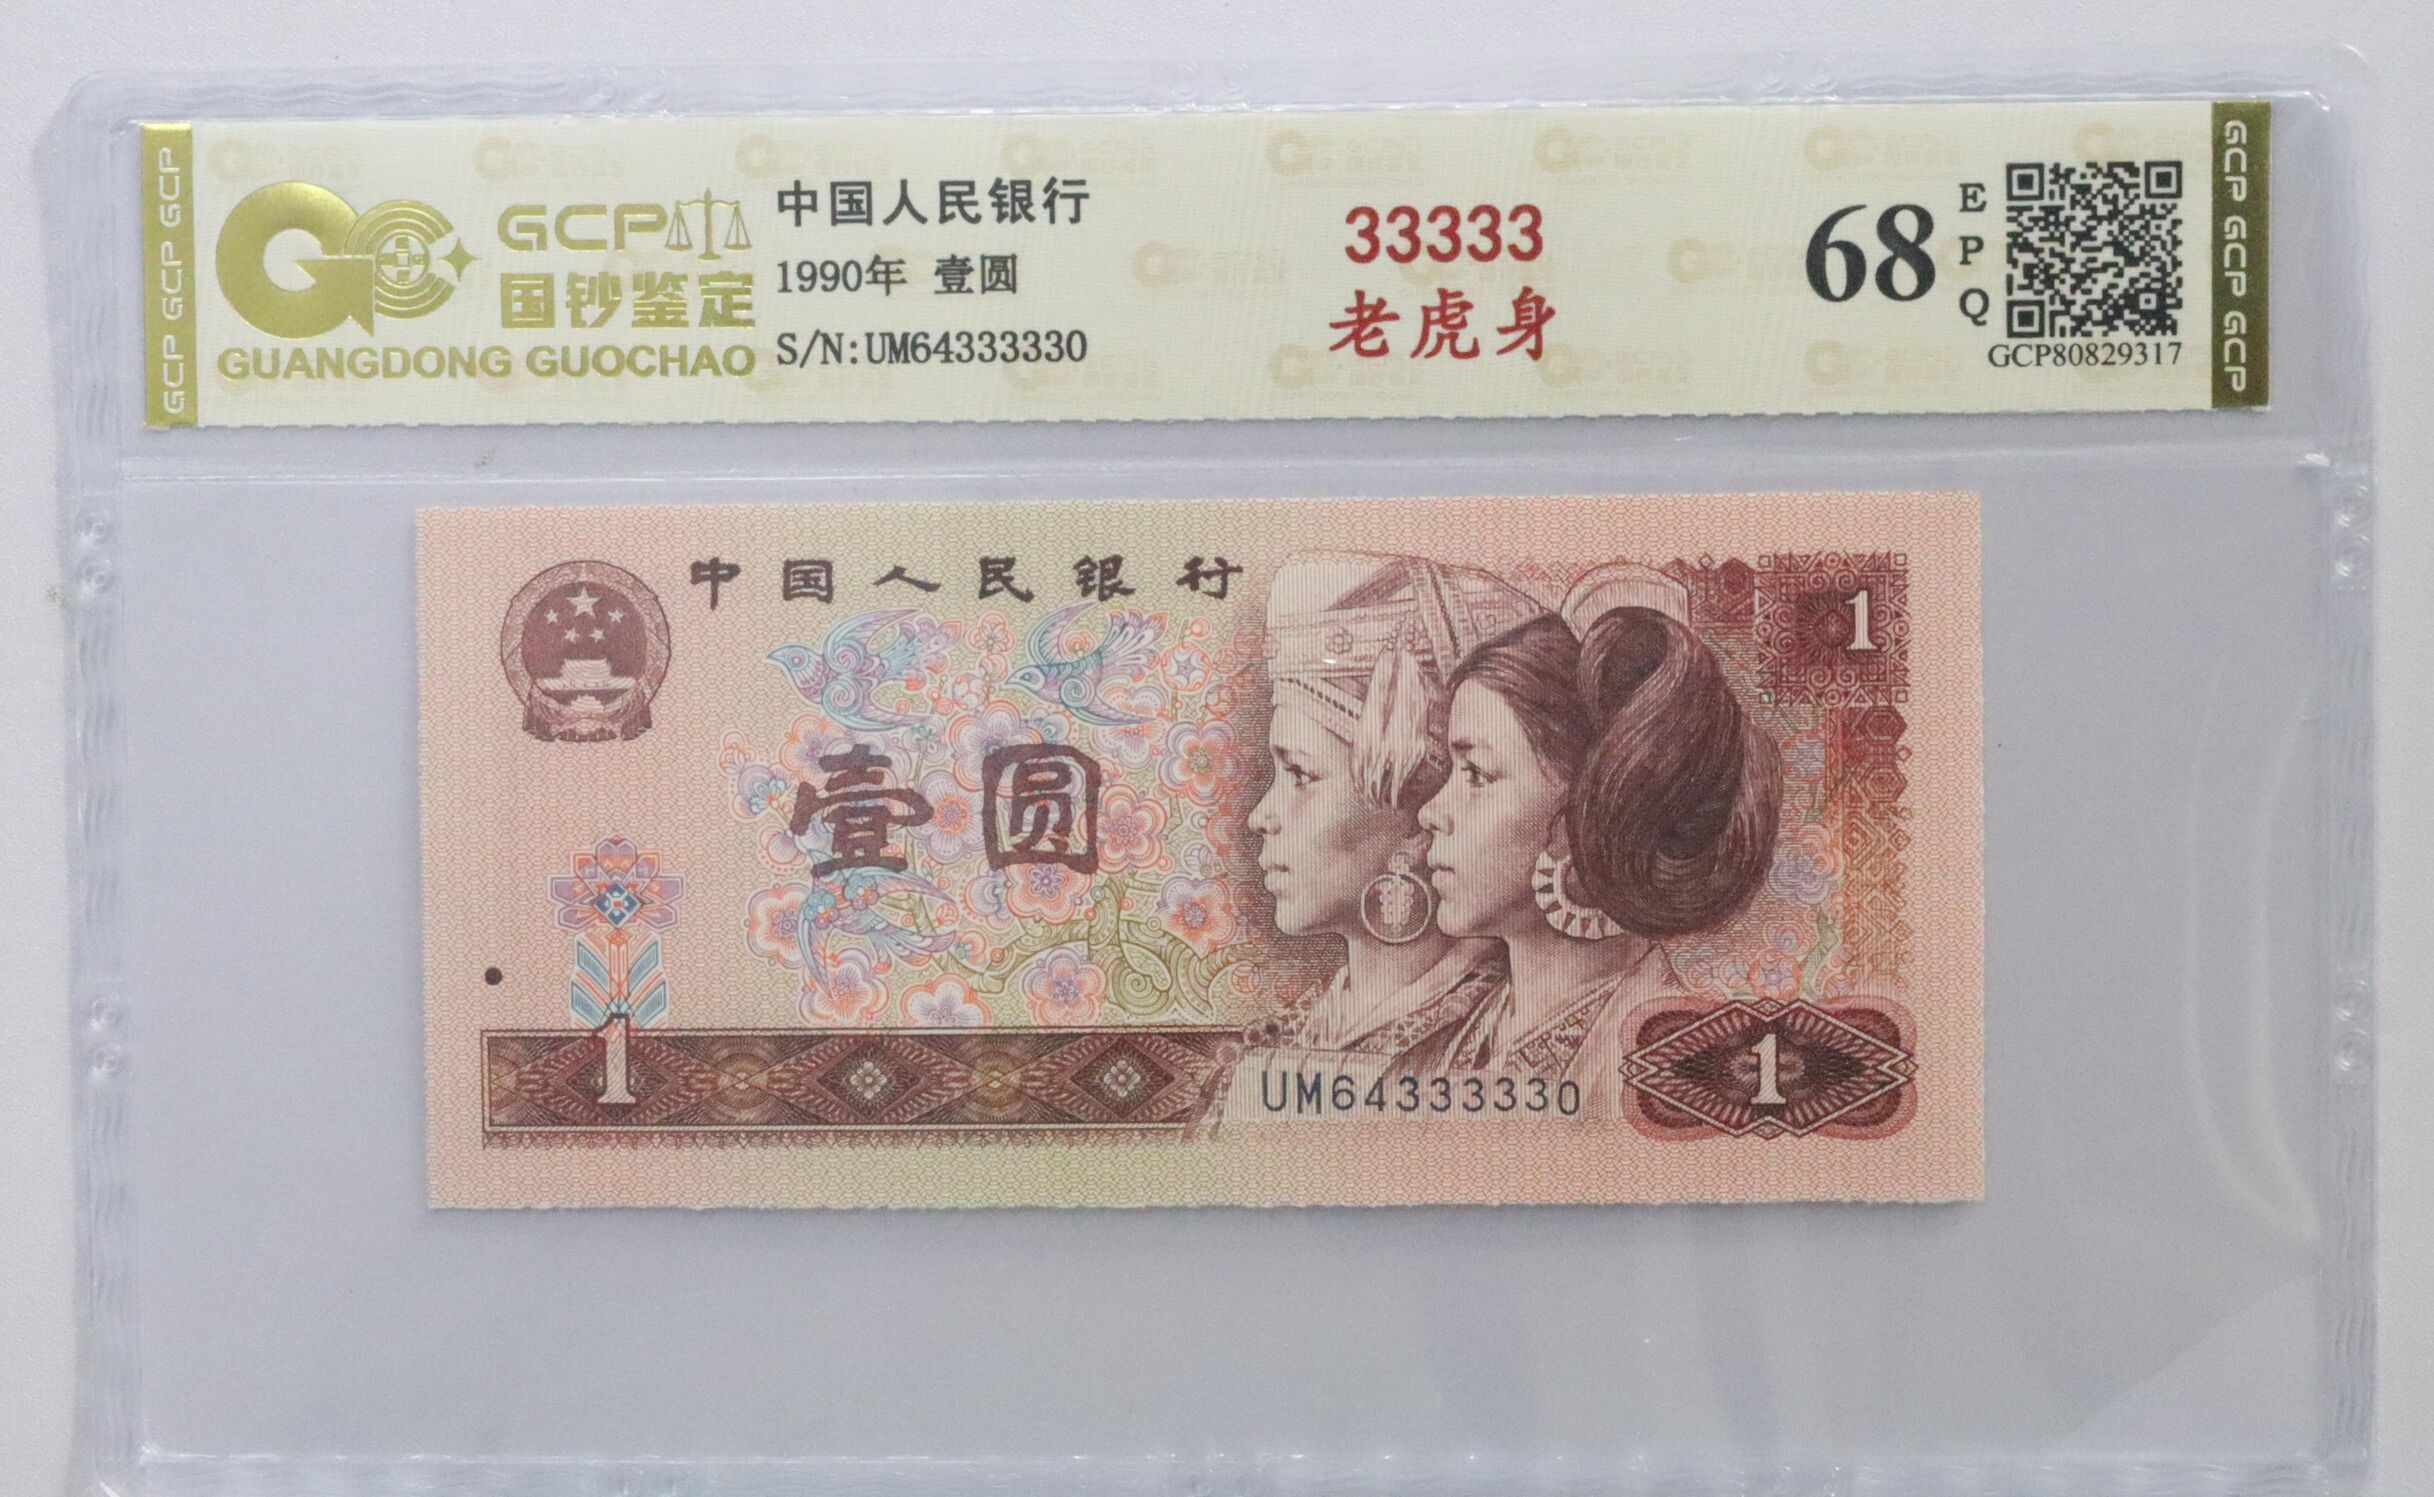 GCP GCP GCP
GCP
国钞鉴定
GUANGDONG GUOCHAO
中国人民银行
1990年 壹圆
S/N:UM64333330
33333
老虎身
68
EPQ
GCP80829317
GCP GCP GCP
中国人民银行
1
壹圆
1
UM64333330
1